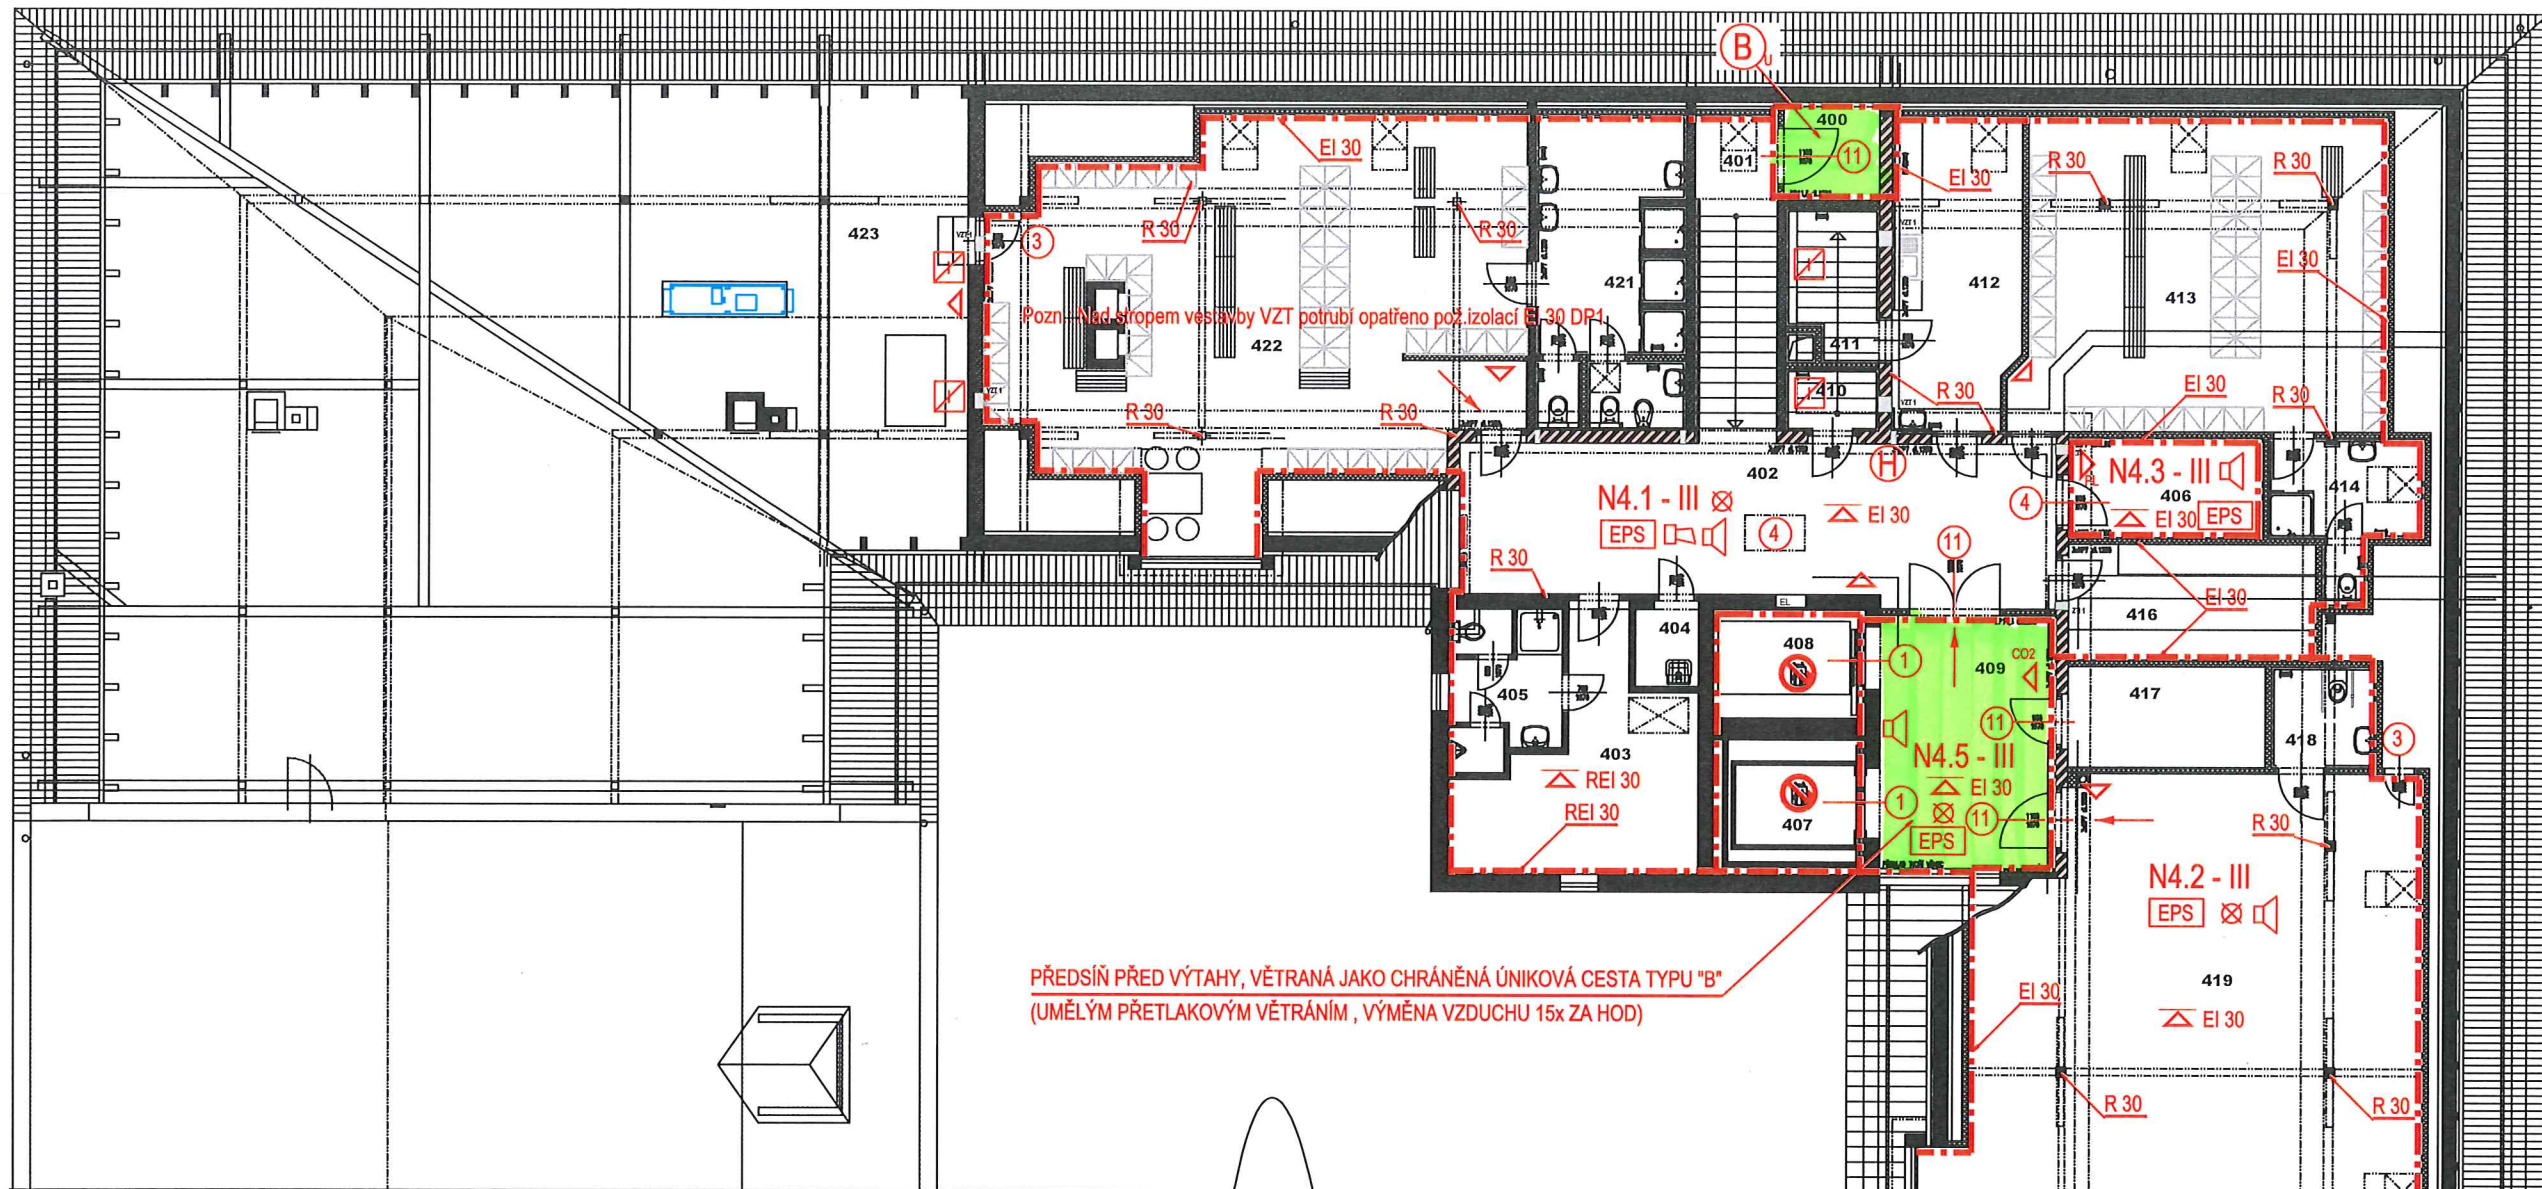 B
U
400
401
11
EI 30
EI 30
R 30
R 30
423
3
R 30
R 30
421
412
413
EI 30
Pozn. Nad stropem vestavby VZT potrubí opatřeno pož.izolací EI 30 DP1
422
411
410
R 30
R 30
R 30
EI 30
R 30
402
H
N4.3 - III
PL
406
4
EI 30
EPS
414
N4.1 - III
EPS
4
EI 30
11
R 30
EL
EI 30
416
404
408
1
409
CO2
405
417
11
418
3
403
N4.5 - III
REI 30
EI 30
REI 30
407
1
11
EPS
R 30
N4.2 - III
EPS
PŘEDSÍŇ PŘED VÝTAHY, VĚTRANÁ JAKO CHRÁNĚNÁ ÚNIKOVÁ CESTA TYPU "B"
(UMĚLÝM PŘETLAKOVÝM VĚTRÁNÍM , VÝMĚNA VZDUCHU 15x ZA HOD)
419
EI 30
EI 30
R 30
R 30